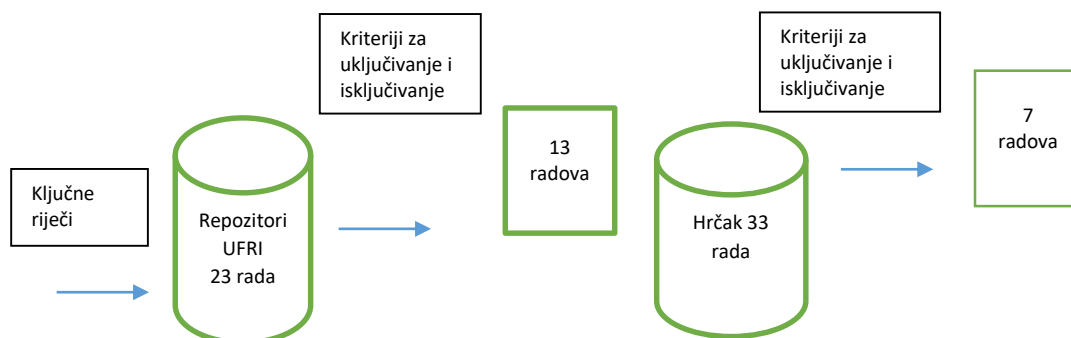 Ključne
riječi
Repozitori
UFRI
23 rada
Kriteriji za
uključivanje i
isključivanje
13
radova
Hrčak 33
rada
Kriteriji za
uključivanje i
isključivanje
7
radova